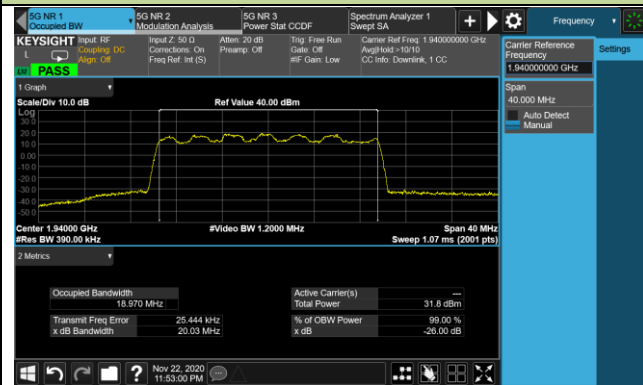 5G NR 1
Occupied BW
5G NR 2
Modulation Analysis
5G NR 3
Power Stat CCDF
Spectrum Analyzer 1
Swept SA
Frequency
KEYSIGHT
L
PASS
Input: RF
Coupling: DC
Align: Off
Input Z: 50 Ω
Corrections: On
Freq Ref: Int (S)
Atten: 20 dB
Preamp: Off
Trig: Free Run
Gate: Off
#IF Gain: Low
Carrier Ref Freq: 1.940000000 GHz
Avg|Hold:>10/10
CC Info: Downlink, 1 CC
Carrier Reference
Frequency
1.940000000 GHz
Settings
Span
40.000 MHz
Auto Detect
Manual
1 Graph
Scale/Div 10.0 dB
Ref Value 40.00 dBm
Log
30.0
20.0
10.0
0.00
-10.0
-20.0
-30.0
-40.0
-50.0
Center 1.94000 GHz
#Video BW 1.2000 MHz
Span 40 MHz
#Res BW 390.00 kHz
Sweep 1.07 ms (2001 pts)
2 Metrics
Occupied Bandwidth
18.970 MHz
Active Carrier(s)
---
Total Power
31.8 dBm
Transmit Freq Error
25.444 kHz
x dB Bandwidth
20.03 MHz
% of OBW Power
99.00 %
x dB
-26.00 dB
?
Nov 22, 2020
11:53:00 PM